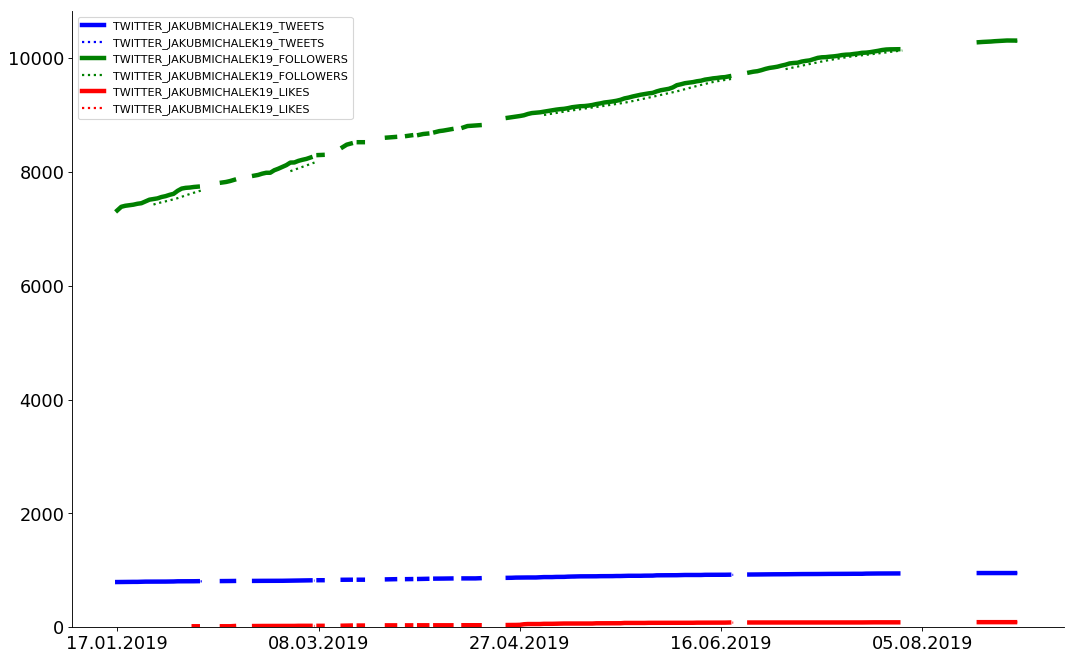 TWITTER_JAKUBMICHALEK19_TWEETS
TWITTER_JAKUBMICHALEK19_TWEETS
TWITTER_JAKUBMICHALEK19_FOLLOWERS
TWITTER_JAKUBMICHALEK19_FOLLOWERS
TWITTER_JAKUBMICHALEK19_LIKES
TWITTER_JAKUBMICHALEK19_LIKES
10000
8000
6000
4000
2000
0
17.01.2019 08.03.2019 27.04.2019 16.06.2019 05.08.2019